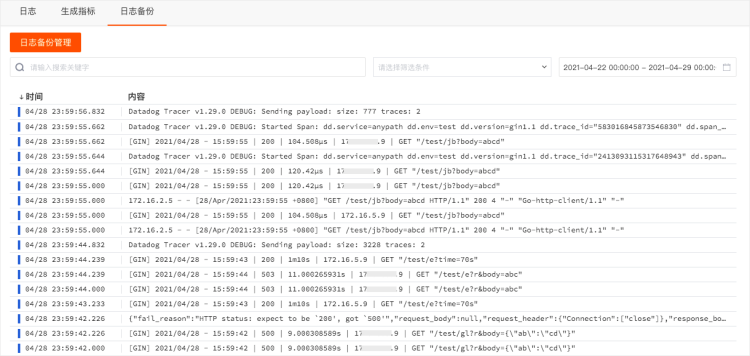 日志 生成指标 日志备份
日志备份管理
请输入搜索关键字 请选择筛选条件 2021-04-22 00:00:00 – 2021-04-29 00:00:
↓ 时间 内容
04/28 23:59:56.832 Datadog Tracer v1.29.0 DEBUG: Sending payload: size: 777 traces: 2
04/28 23:59:55.662 Datadog Tracer v1.29.0 DEBUG: Started Span: dd.service=anypath dd.env=test dd.version=gin1.1 dd.trace_id="583016845873546830" dd.span_…
04/28 23:59:55.662 [GIN] 2021/04/28 - 15:59:55 | 200 | 104.508µs | 17 .9 | GET "/test/jb?body=abcd"
04/28 23:59:55.644 Datadog Tracer v1.29.0 DEBUG: Started Span: dd.service=anypath dd.env=test dd.version=gin1.1 dd.trace_id="2413093115317648943" dd.spa…
04/28 23:59:55.644 [GIN] 2021/04/28 - 15:59:55 | 200 | 120.42µs | 17 .9 | GET "/test/jb?body=abcd"
04/28 23:59:55.000 [GIN] 2021/04/28 - 15:59:55 | 200 | 120.42µs | 17 .9 | GET "/test/jb?body=abcd"
04/28 23:59:55.000 172.16.2.5 - - [28/Apr/2021:23:59:55 +0800] "GET /test/jb?body=abcd HTTP/1.1" 200 4 "-" "Go-http-client/1.1" "-"
04/28 23:59:55.000 [GIN] 2021/04/28 - 15:59:55 | 200 | 104.508µs | 172.16.5.9 | GET "/test/jb?body=abcd"
04/28 23:59:55.000 172.16.2.5 - - [28/Apr/2021:23:59:55 +0800] "GET /test/jb?body=abcd HTTP/1.1" 200 4 "-" "Go-http-client/1.1" "-"
04/28 23:59:44.832 Datadog Tracer v1.29.0 DEBUG: Sending payload: size: 3228 traces: 2
04/28 23:59:44.239 [GIN] 2021/04/28 - 15:59:43 | 200 | 1m10s | 172.16.5.9 | GET "/test/e?time=70s"
04/28 23:59:44.239 [GIN] 2021/04/28 - 15:59:44 | 503 | 11.000265931s | 17 .9 | GET "/test/e?r&body=abc"
04/28 23:59:44.000 [GIN] 2021/04/28 - 15:59:44 | 503 | 11.000265931s | 17 .9 | GET "/test/e?r&body=abc"
04/28 23:59:43.233 [GIN] 2021/04/28 - 15:59:43 | 200 | 1m10s | 172.16.5.9 | GET "/test/e?time=70s"
04/28 23:59:42.226 {"fail_reason":"HTTP status: expect to be `200', got `500'","request_body":null,"request_header":{"Connection":["close"]},"response_bo…
04/28 23:59:42.226 [GIN] 2021/04/28 - 15:59:42 | 500 | 9.000308589s | 17 .9 | GET "/test/gl?r&body={\"ab\":\"cd\"}"
04/28 23:59:42.000 [GIN] 2021/04/28 - 15:59:42 | 500 | 9.000308589s | 17 .9 | GET "/test/gl?r&body={\"ab\":\"cd\"}"